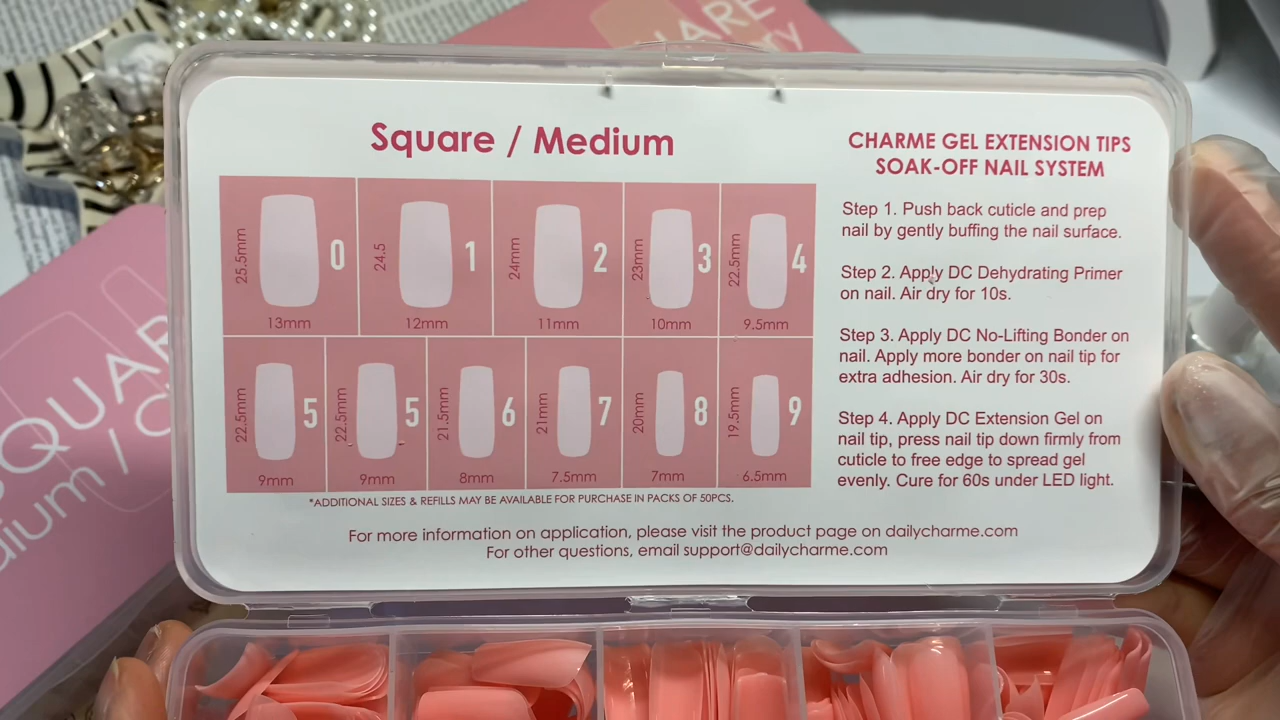 SQUARE
Square / Medium
25.5mm 0 13mm
24.5 1 12mm
24mm 2 11mm
23mm 3 10mm
22.5mm 4 9.5mm
22.5mm 5 9mm
22.5mm 5 9mm
21.5mm 6 8mm
21mm 7 7.5mm
20mm 8 7mm
19.5mm 9 6.5mm
*ADDITIONAL SIZES & REFILLS MAY BE AVAILABLE FOR PURCHASE IN PACKS OF 50PCS.
CHARME GEL EXTENSION TIPS
SOAK-OFF NAIL SYSTEM
Step 1. Push back cuticle and prep
nail by gently buffing the nail surface.
Step 2. Apply DC Dehydrating Primer
on nail. Air dry for 10s.
Step 3. Apply DC No-Lifting Bonder on
nail. Apply more bonder on nail tip for
extra adhesion. Air dry for 30s.
Step 4. Apply DC Extension Gel on
nail tip, press nail tip down firmly from
cuticle to free edge to spread gel
evenly. Cure for 60s under LED light.
For more information on application, please visit the product page on dailycharme.com
For other questions, email support@dailycharme.com